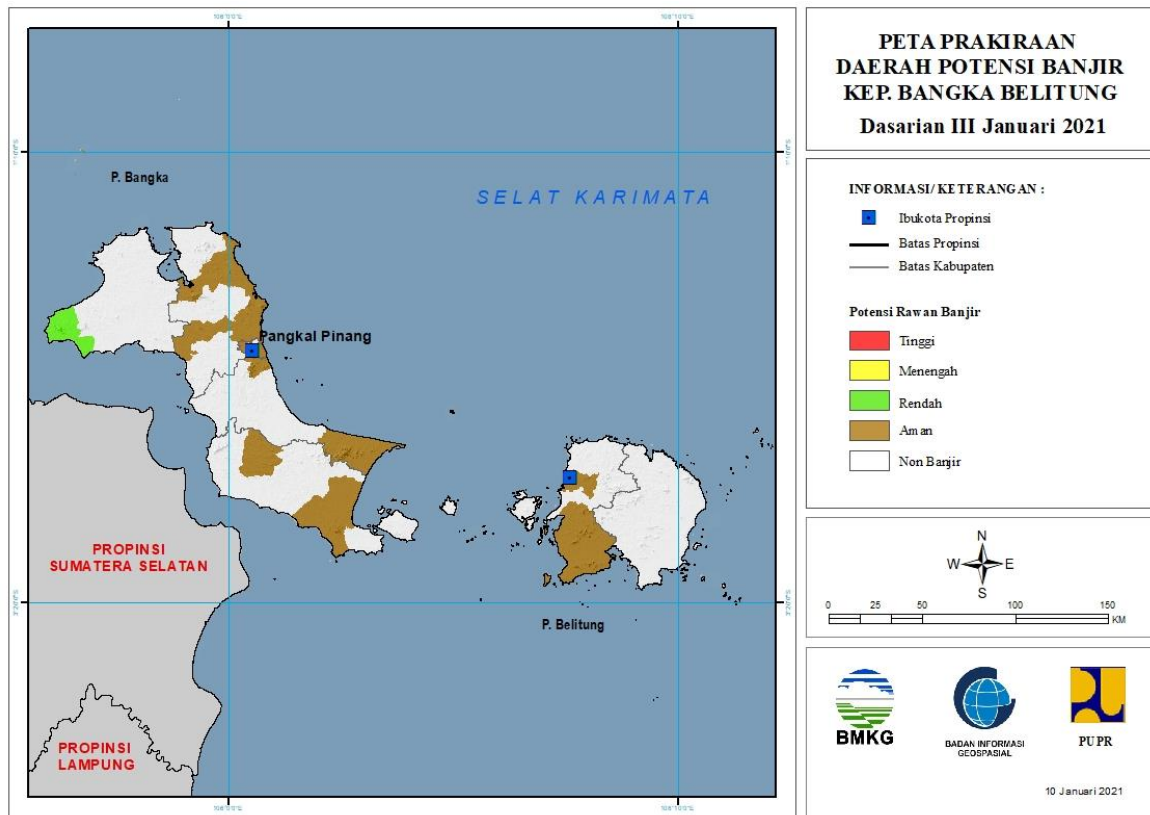 PETA PRAKIRAAN
DAERAH POTENSI BANJIR
KEP. BANGKA BELITUNG
Dasarian III Januari 2021
P. Bangka
SELAT KARIMATA
Pangkal Pinang
P. Belitung
PROPINSI
SUMATERA SELATAN
PROPINSI
LAMPUNG
INFORMASI/ KETERANGAN :
Ibukota Propinsi
Batas Propinsi
Batas Kabupaten
Potensi Rawan Banjir
Tinggi
Menengah
Rendah
Aman
Non Banjir
N
W E
S
0 25 50 100 150
KM
BMKG
BADAN INFORMASI
GEOSPASIAL
PUPR
10 Januari 2021